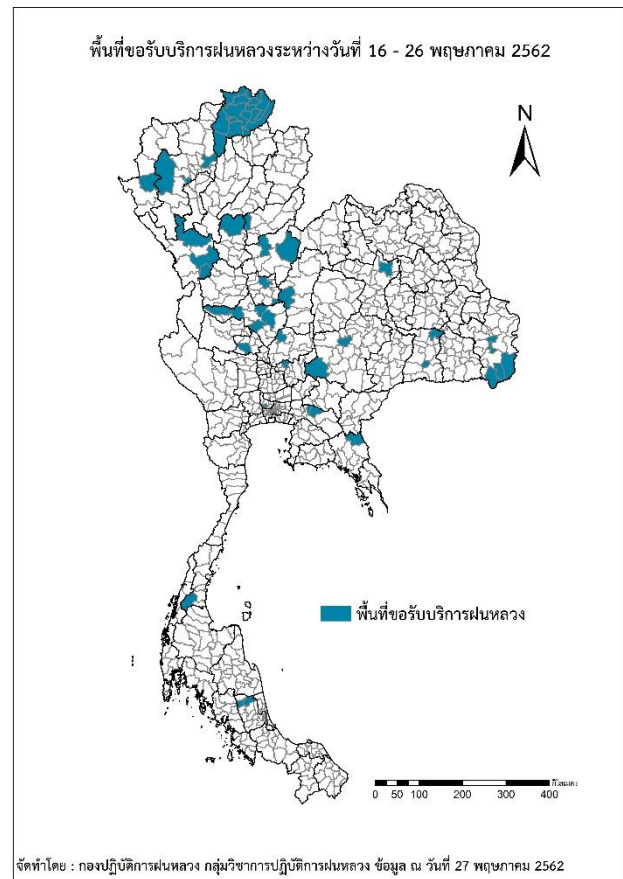 พื้นที่ขอรับบริการฝนหลวงระหว่างวันที่ 16 - 26 พฤษภาคม 2562
N
พื้นที่ขอรับบริการฝนหลวง
กิโลเมตร
0 50 100 200 300 400
จัดทำโดย : กองปฏิบัติการฝนหลวง กลุ่มวิชาการปฏิบัติการฝนหลวง ข้อมูล ณ วันที่ 27 พฤษภาคม 2562